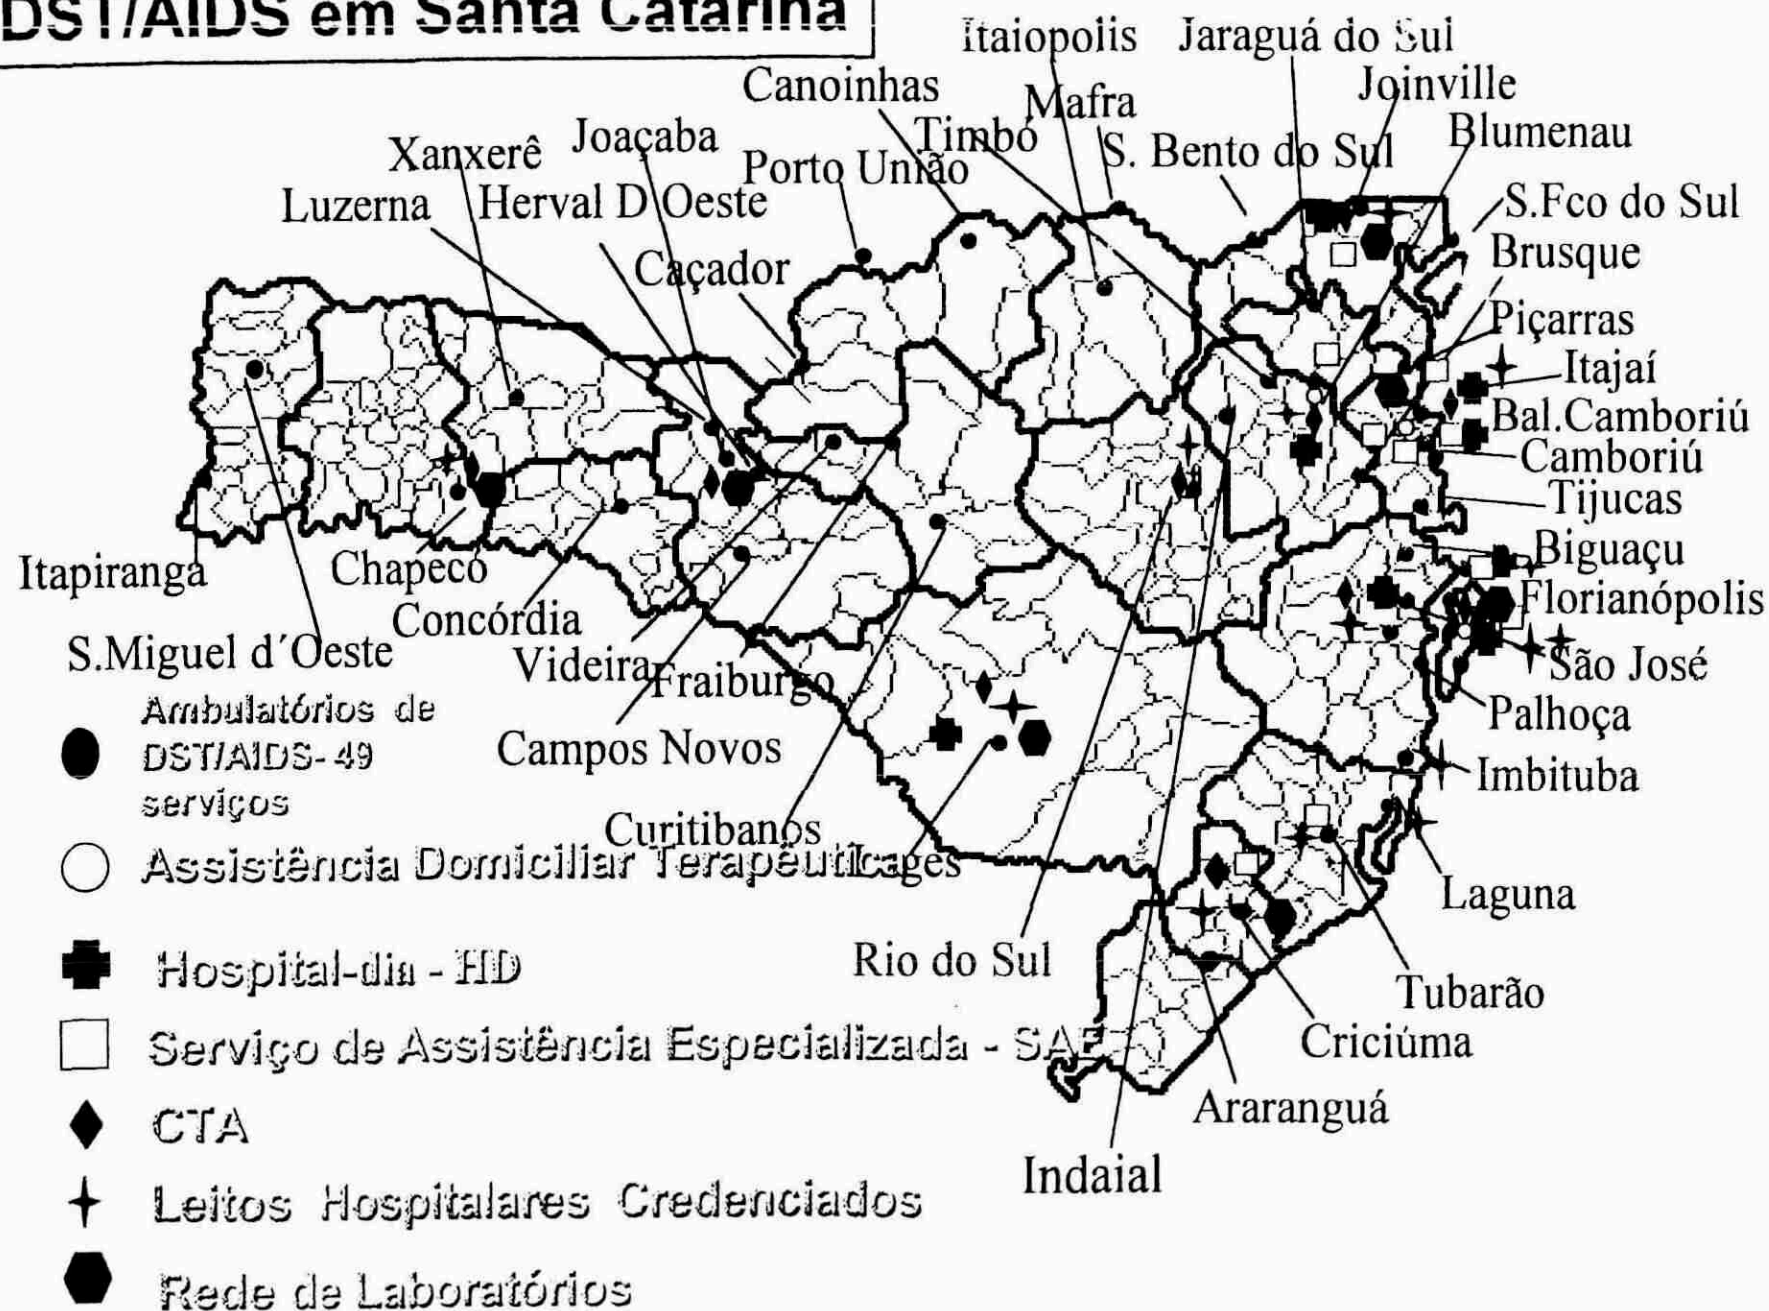 DST/AIDS em Santa Catarina
Itaiopolis Jaraguá do Sul
Canoinhas Mafra Joinville
Xanxerê Joaçaba Timbó Blumenau
Porto União S. Bento do Sul
Luzerna Herval D Oeste S.Fco do Sul
Caçador Brusque
Piçarras
Itajaí
Bal.Camboriú
Camboriú
Tijucas
Itapiranga Chapecó Biguaçu
Concórdia Florianópolis
S.Miguel d´Oeste Videira Fraiburgo São José
Palhoça
Campos Novos Imbituba
Curitibanos Lages
Laguna
Rio do Sul
Tubarão
Criciúma
Araranguá
Indaial
Ambulatórios de
DST/AIDS- 49
serviços
Assistência Domiciliar Terapêutica
Hospital-dia - HD
Serviço de Assistência Especializada - SAE
CTA
Leitos Hospitalares Credenciados
Rede de Laboratórios